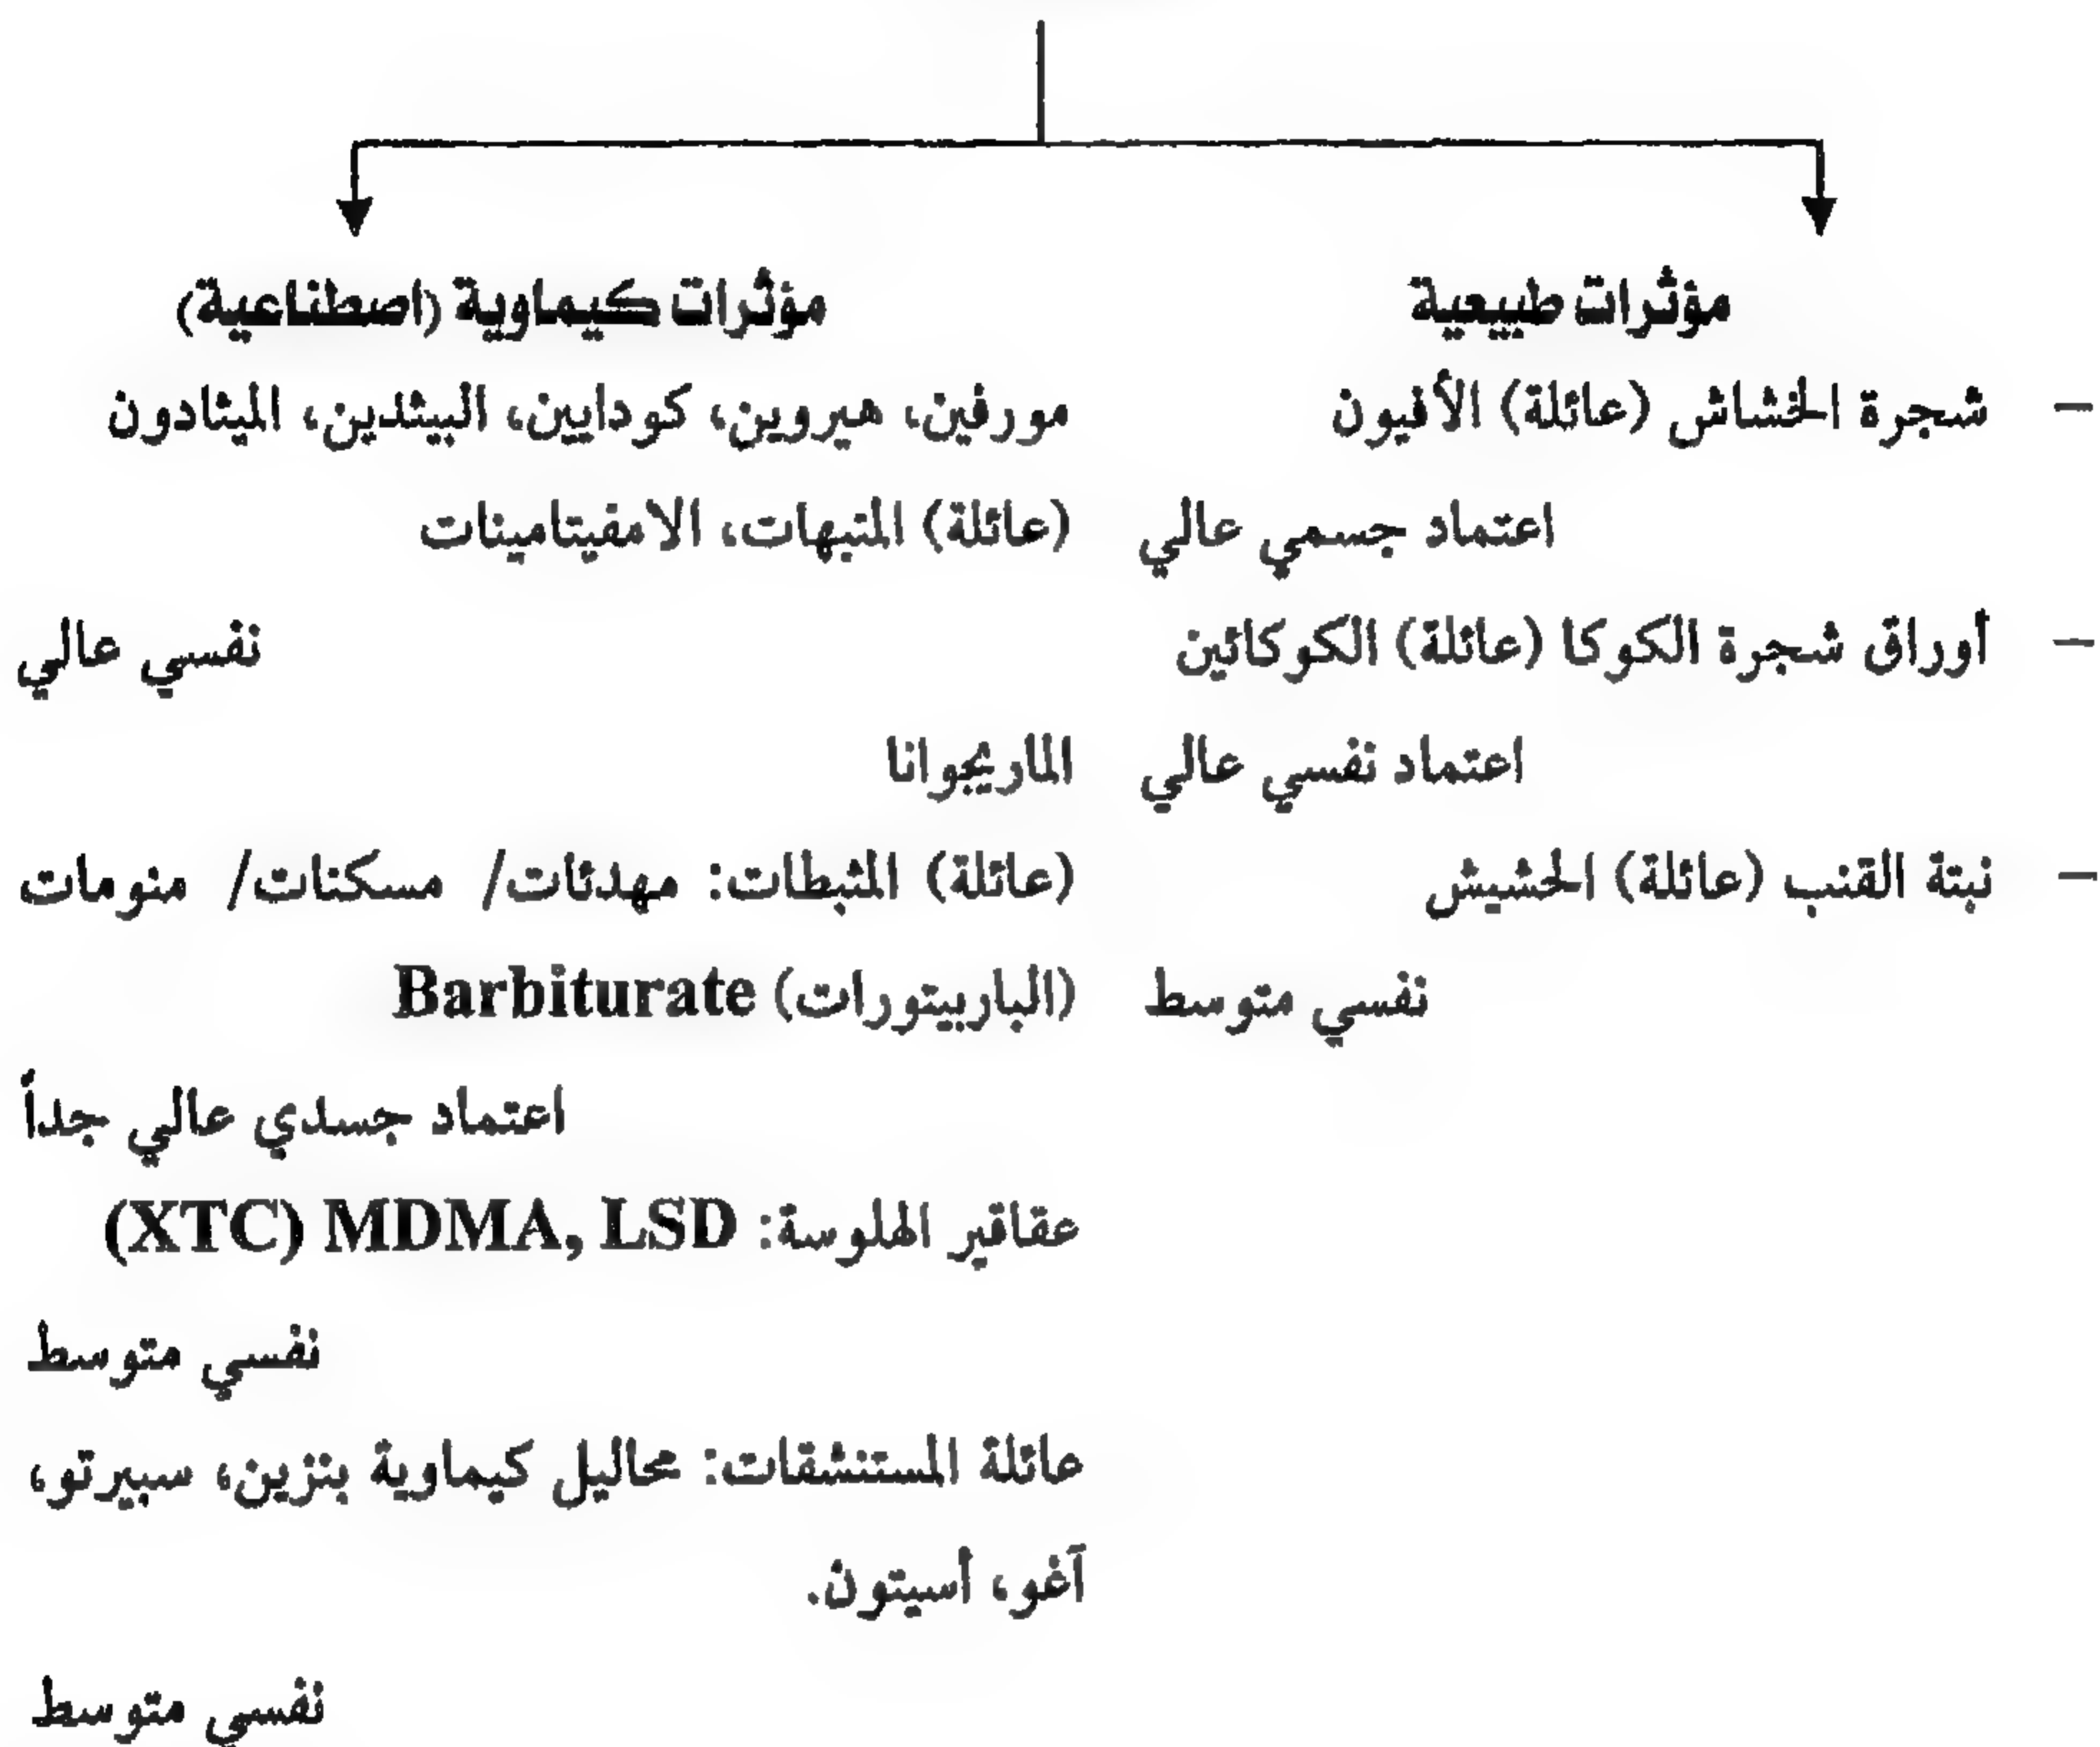 مؤثرات طبيعية
- شجرة الخشاش (عائلة) الأفيون
اعتماد جسمي عالي
- أوراق شجرة الكوكا (عائلة) الكوكائين
اعتماد نفسي عالي
- نبتة القنب (عائلة) الحشيش
نفسي متوسط
مؤثرات كيماوية (اصطناعية)
مورفين، هيروين، كودايين، البيثدين، الميثادون
(عائلة) المنبهات، الامفيتامينات
نفسي عالي
الماريجوانا
(عائلة) المثبطات: مهدئات/ مسكنات/ منومات
(الباربيتورات) Barbiturate
اعتماد جسدي عالي جداً
عقاقير الهلوسة: (XTC) MDMA, LSD
نفسي متوسط
عائلة المستنشقات: محاليل كيماوية بنزين، سبيرتو،
آغو، أسيتون.
نفسي متوسط